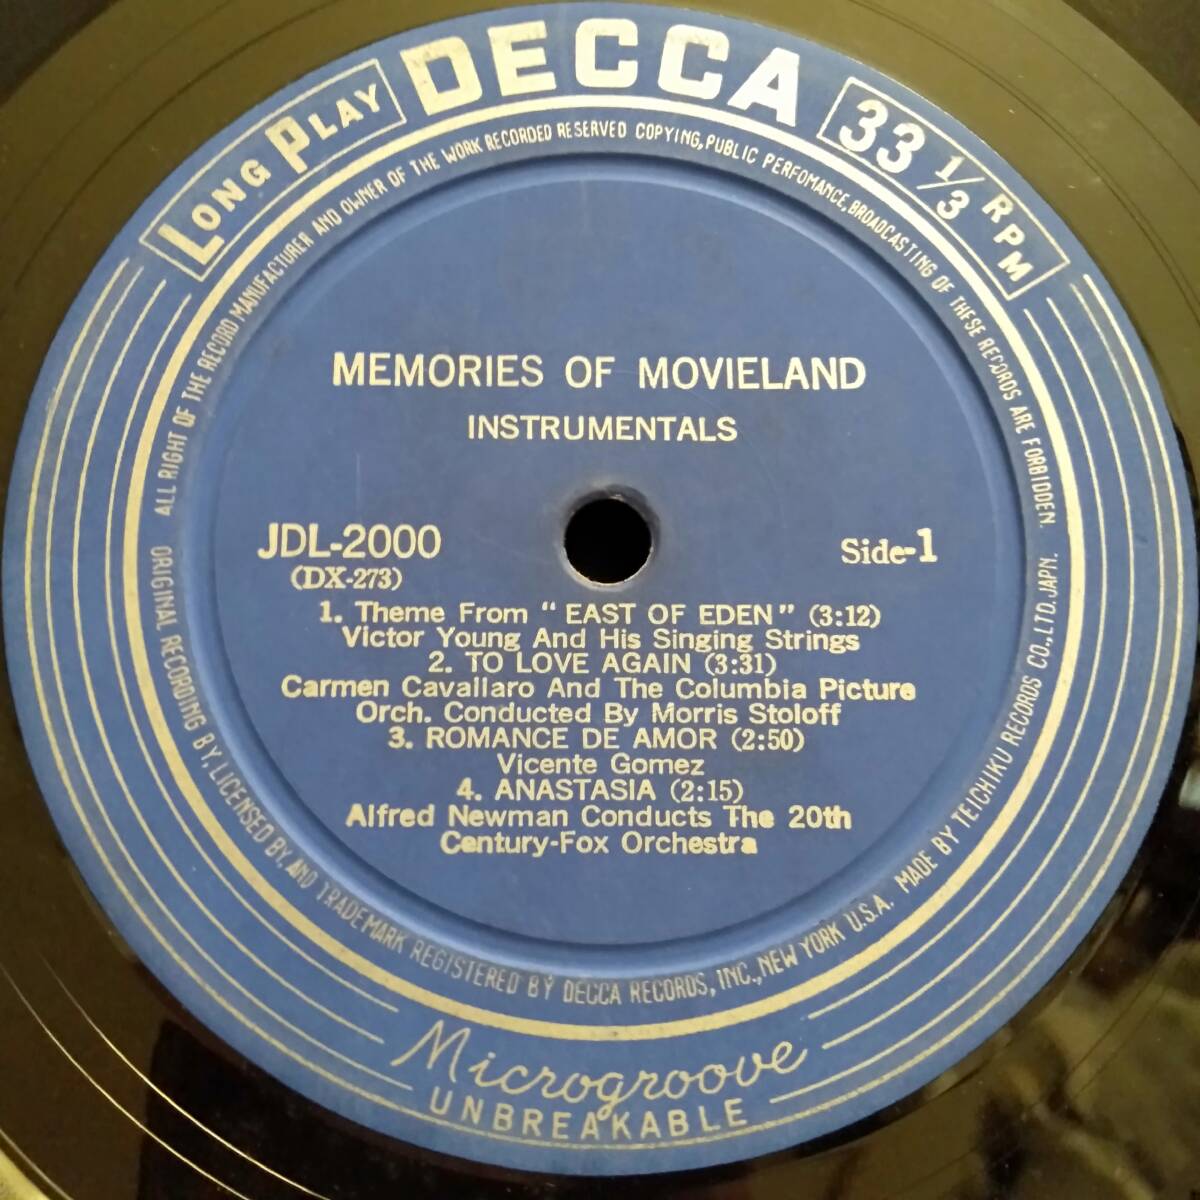 LONG PLAY
DECCA
33 1/3 RPM
ALL RIGHT OF THE RECORD MANUFACTURER AND OWNER OF THE WORK RECORDED RESERVED COPYING, PUBLIC PERFOMANCE, BROADCASTING OF THESE RECORDS ARE FORBIDDEN.
MEMORIES OF MOVIELAND
INSTRUMENTALS
JDL-2000
(DX-273)
Side-1
1. Theme From “EAST OF EDEN” (3:12)
Victor Young And His Singing Strings
2. TO LOVE AGAIN (3:31)
Carmen Cavallaro And The Columbia Picture
Orch. Conducted By Morris Stoloff
3. ROMANCE DE AMOR (2:50)
Vicente Gomez
4. ANASTASIA (2:15)
Alfred Newman Conducts The 20th
Century-Fox Orchestra
ORIGINAL RECORDING BY, LICENSED BY, AND TRADEMARK REGISTERED BY DECCA RECORDS, INC., NEW YORK U.S.A. MADE BY TEICHIKU RECORDS CO., LTD. JAPN.
Microgroove
UNBREAKABLE